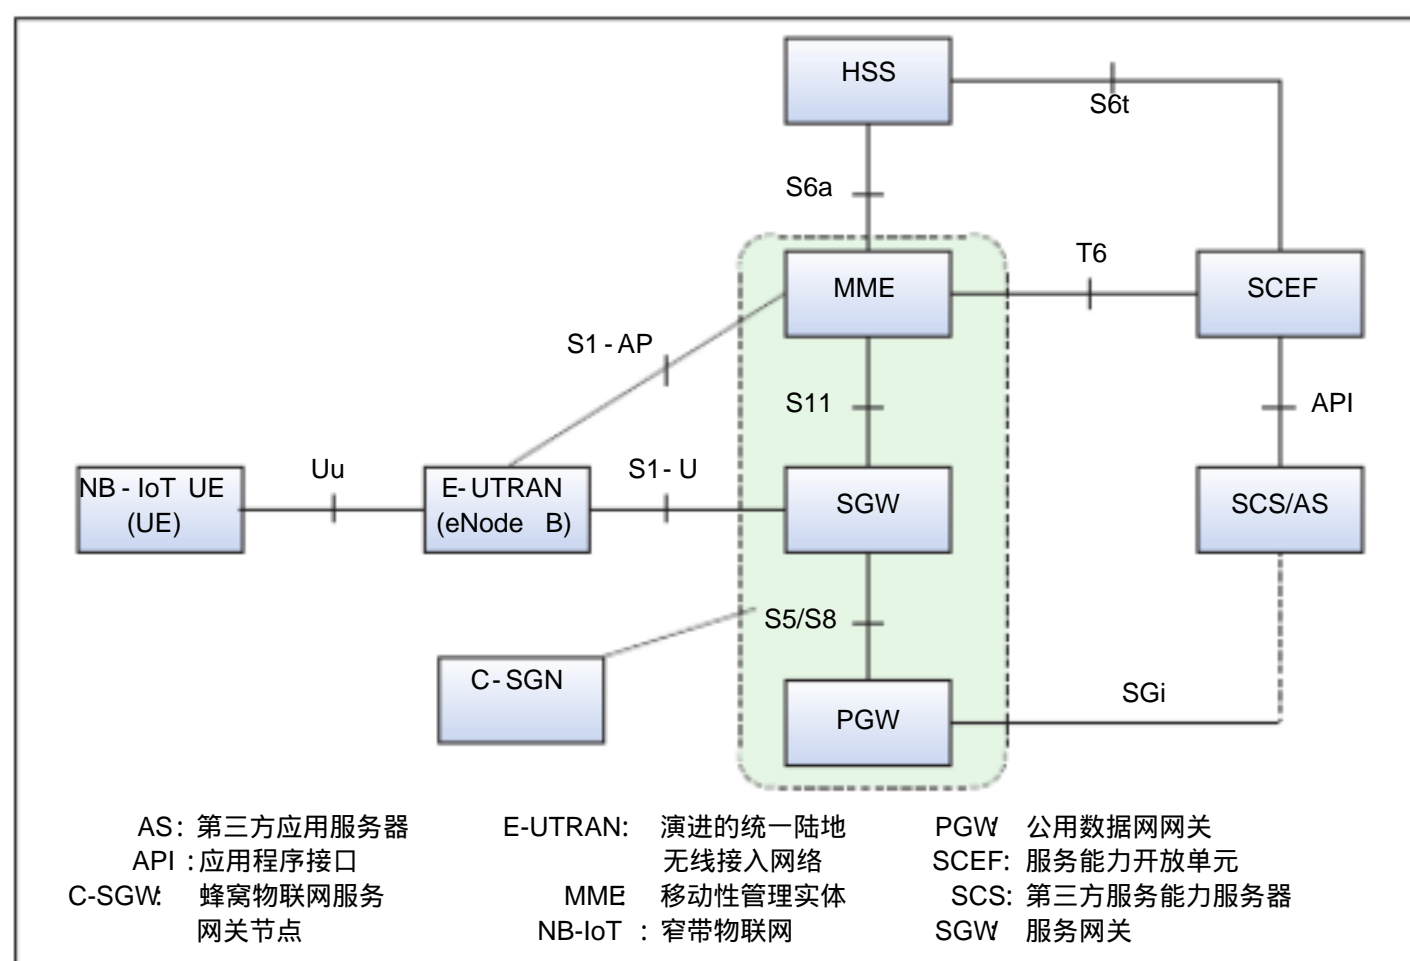 HSS
S6t
S6a
T6
MME
SCEF
S1-AP
S11
API
Uu
S1-U
NB-IoT UE
(UE)
E-UTRAN
(eNode B)
SGW
SCS/AS
S5/S8
C-SGN
SGi
PGW
AS: 第三方应用服务器
API: 应用程序接口
C-SGW: 蜂窝物联网服务
网关节点
E-UTRAN: 演进的统一陆地
无线接入网络
MME: 移动性管理实体
NB-IoT: 窄带物联网
PGW: 公用数据网网关
SCEF: 服务能力开放单元
SCS: 第三方服务能力服务器
SGW: 服务网关